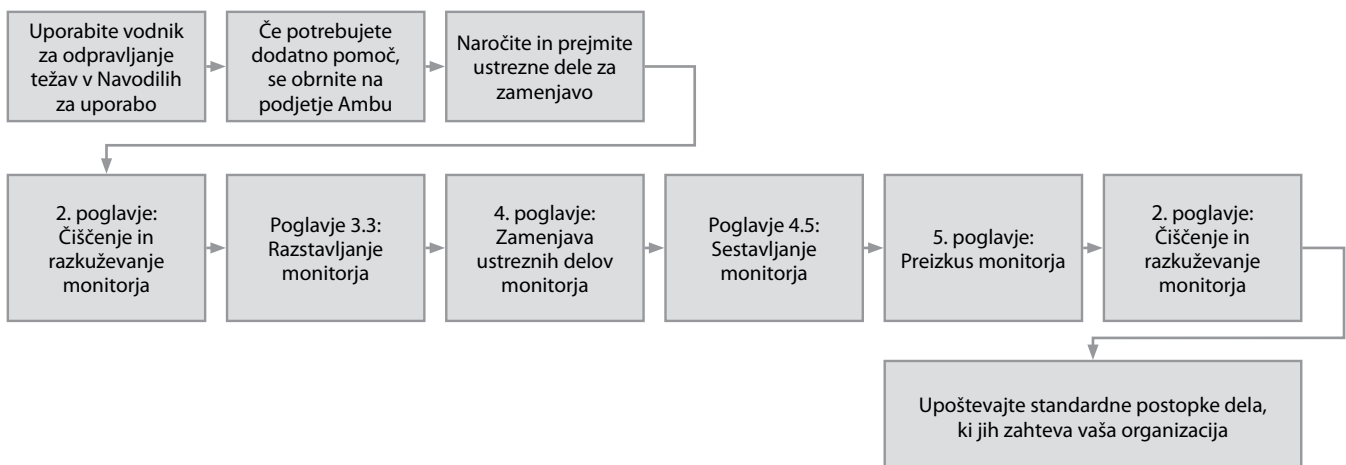 Uporabite vodnik
za odpravljanje
težav v Navodilih
za uporabo
Če potrebujete
dodatno pomoč,
se obrnite na
podjetje Ambu
Naročite in prejmite
ustrezne dele za
zamenjavo
2. poglavje:
Čiščenje in
razkuževanje
monitorja
Poglavje 3.3:
Razstavljanje
monitorja
4. poglavje:
Zamenjava
ustreznih delov
monitorja
Poglavje 4.5:
Sestavljanje
monitorja
5. poglavje:
Preizkus monitorja
2. poglavje:
Čiščenje in
razkuževanje
monitorja
Upoštevajte standardne postopke dela,
ki jih zahteva vaša organizacija